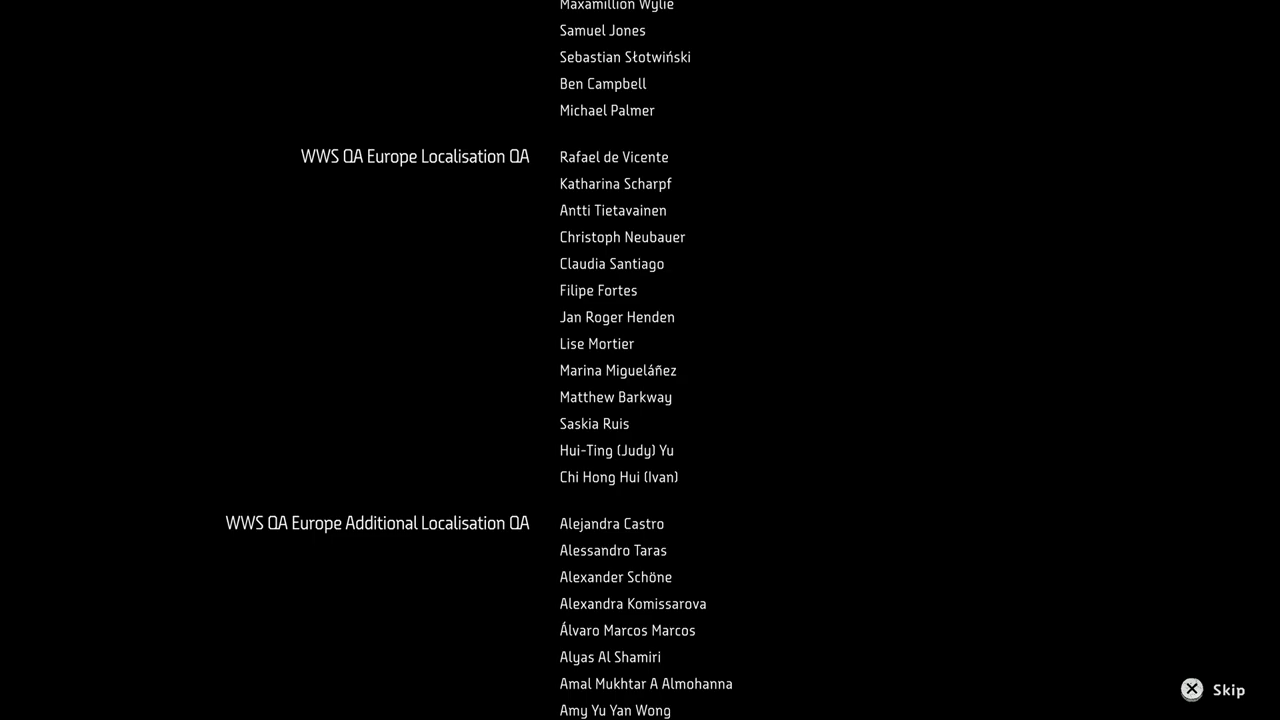 Maxamillion Wylie
Samuel Jones
Sebastian Słotwiński
Ben Campbell
Michael Palmer
WWS QA Europe Localisation QA Rafael de Vicente
Katharina Scharpf
Antti Tietavainen
Christoph Neubauer
Claudia Santiago
Filipe Fortes
Jan Roger Henden
Lise Mortier
Marina Migueláñez
Matthew Barkway
Saskia Ruis
Hui-Ting (Judy) Yu
Chi Hong Hui (Ivan)
WWS QA Europe Additional Localisation QA Alejandra Castro
Alessandro Taras
Alexander Schöne
Alexandra Komissarova
Álvaro Marcos Marcos
Alyas Al Shamiri
Amal Mukhtar A Almohanna
Amy Yu Yan Wong
Skip